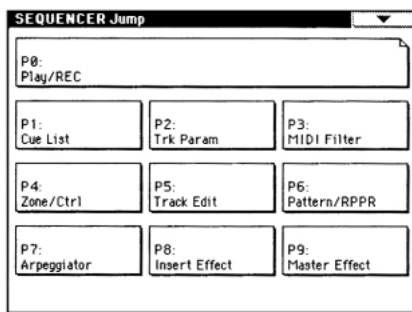 SEQUENCER Jump
P0:
Play/REC
P1:
Cue List
P2:
Trk Param
P3:
MIDI Filter
P4:
Zone/Ctrl
P5:
Track Edit
P6:
Pattern/RPPR
P7:
Arpeggiator
P8:
Insert Effect
P9:
Master Effect